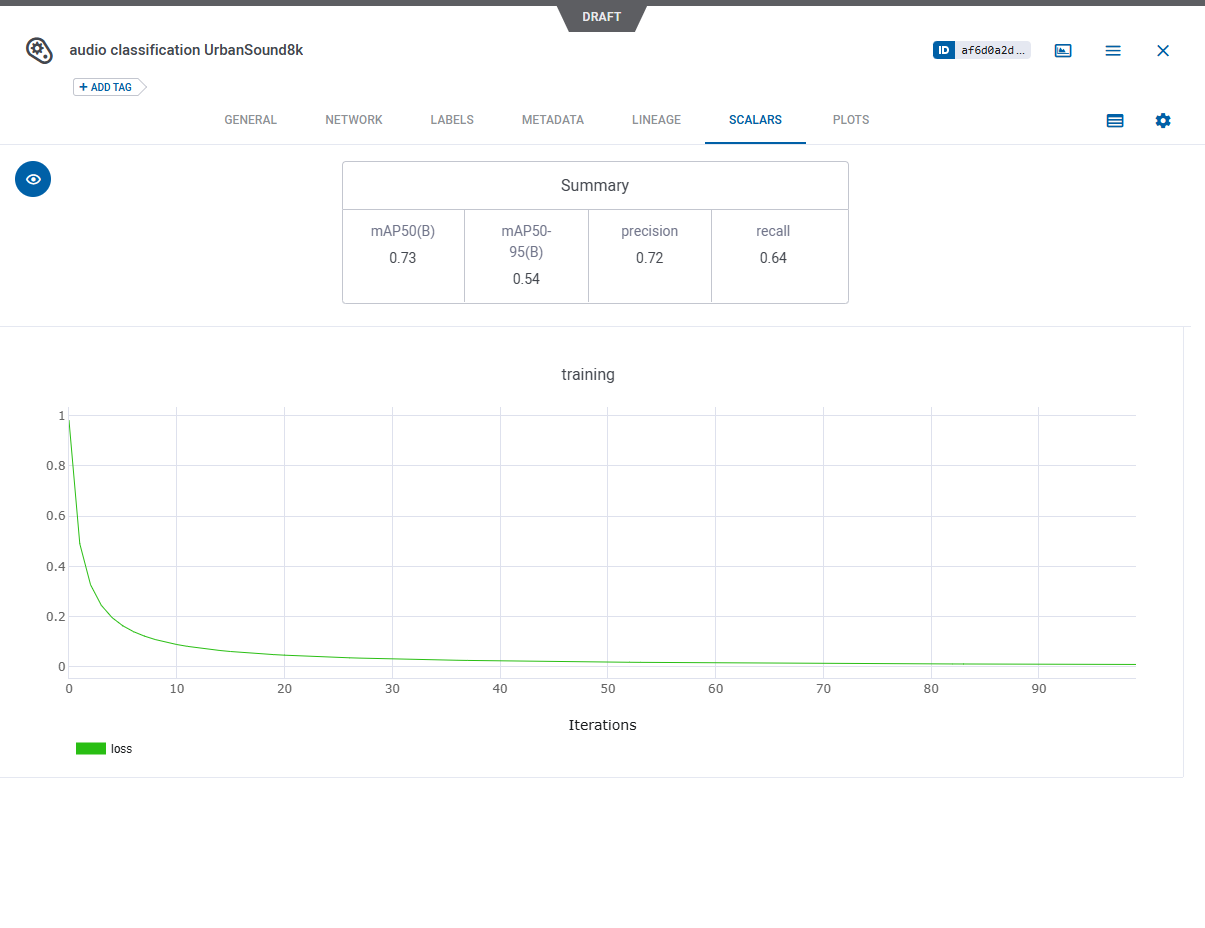 DRAFT
audio classification UrbanSound8k
ID af6d0a2d…
+ ADD TAG
GENERAL NETWORK LABELS METADATA LINEAGE SCALARS PLOTS
Summary
mAP50(B) mAP50-95(B) precision recall
0.73 0.54 0.72 0.64
training
1
0.8
0.6
0.4
0.2
0
0 10 20 30 40 50 60 70 80 90
Iterations
loss